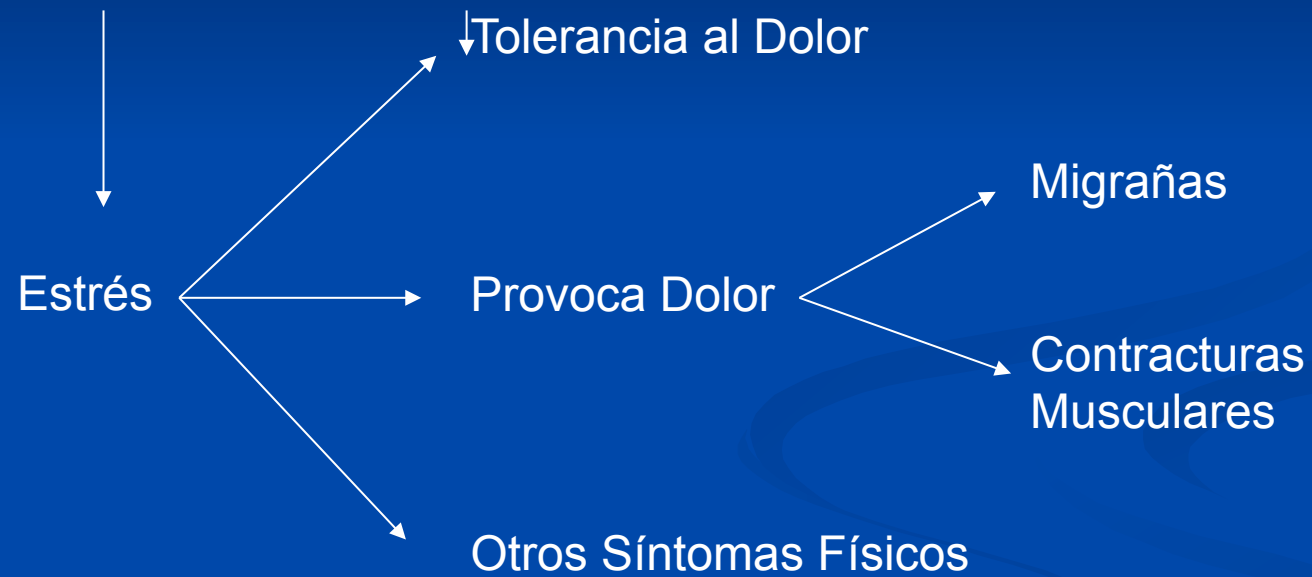 ↓Tolerancia al Dolor
Migrañas
Estrés
Provoca Dolor
Contracturas
Musculares
Otros Síntomas Físicos